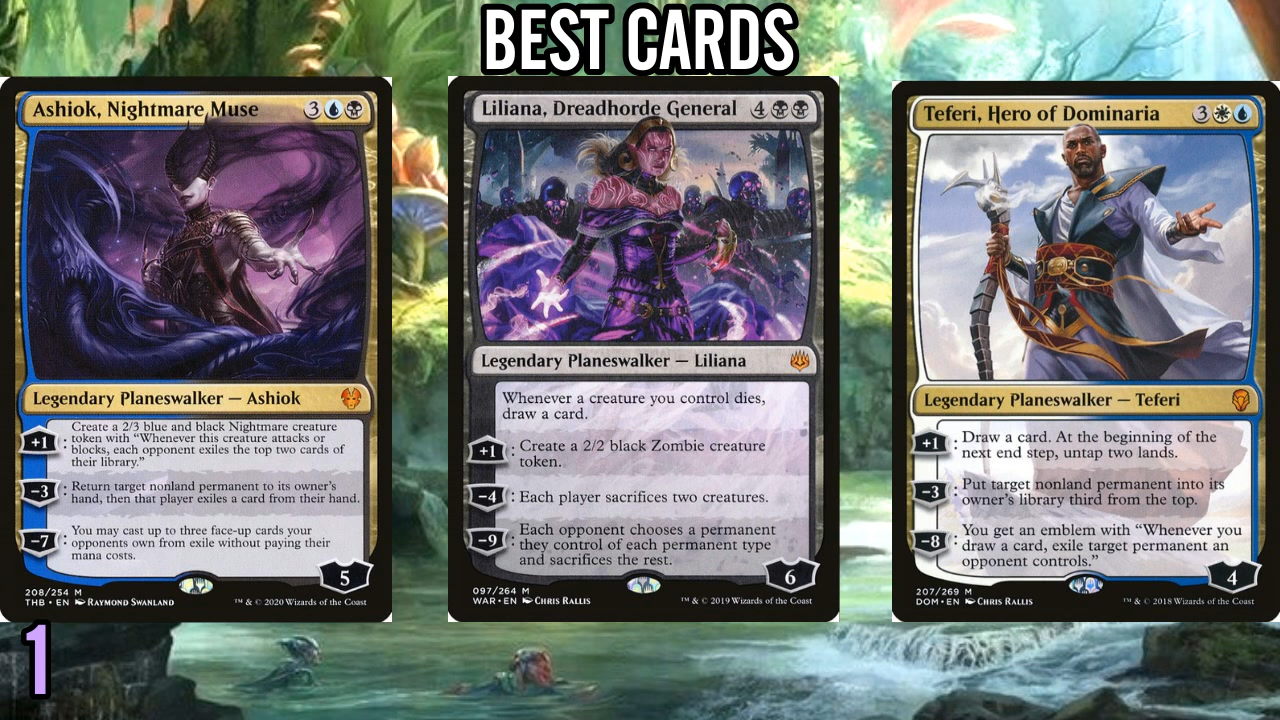 BEST CARDS
Ashiok, Nightmare Muse 3
Legendary Planeswalker — Ashiok
+1: Create a 2/3 blue and black Nightmare creature
token with “Whenever this creature attacks or
blocks, each opponent exiles the top two cards of
their library.”
−3: Return target nonland permanent to its owner’s
hand, then that player exiles a card from their hand.
−7: You may cast up to three face-up cards your
opponents own from exile without paying their
mana costs.
5
208/254 M
THB • EN Raymond Swanland ™ & © 2020 Wizards of the Coast
Liliana, Dreadhorde General 4
Legendary Planeswalker — Liliana
Whenever a creature you control dies,
draw a card.
+1: Create a 2/2 black Zombie creature
token.
−4: Each player sacrifices two creatures.
−9: Each opponent chooses a permanent
they control of each permanent type
and sacrifices the rest.
6
097/264 M
WAR • EN Chris Rallis ™ & © 2019 Wizards of the Coast
Teferi, Hero of Dominaria 3
Legendary Planeswalker — Teferi
+1: Draw a card. At the beginning of the
next end step, untap two lands.
−3: Put target nonland permanent into its
owner’s library third from the top.
−8: You get an emblem with “Whenever you
draw a card, exile target permanent an
opponent controls.”
4
207/269 M
DOM • EN Chris Rallis ™ & © 2018 Wizards of the Coast
1